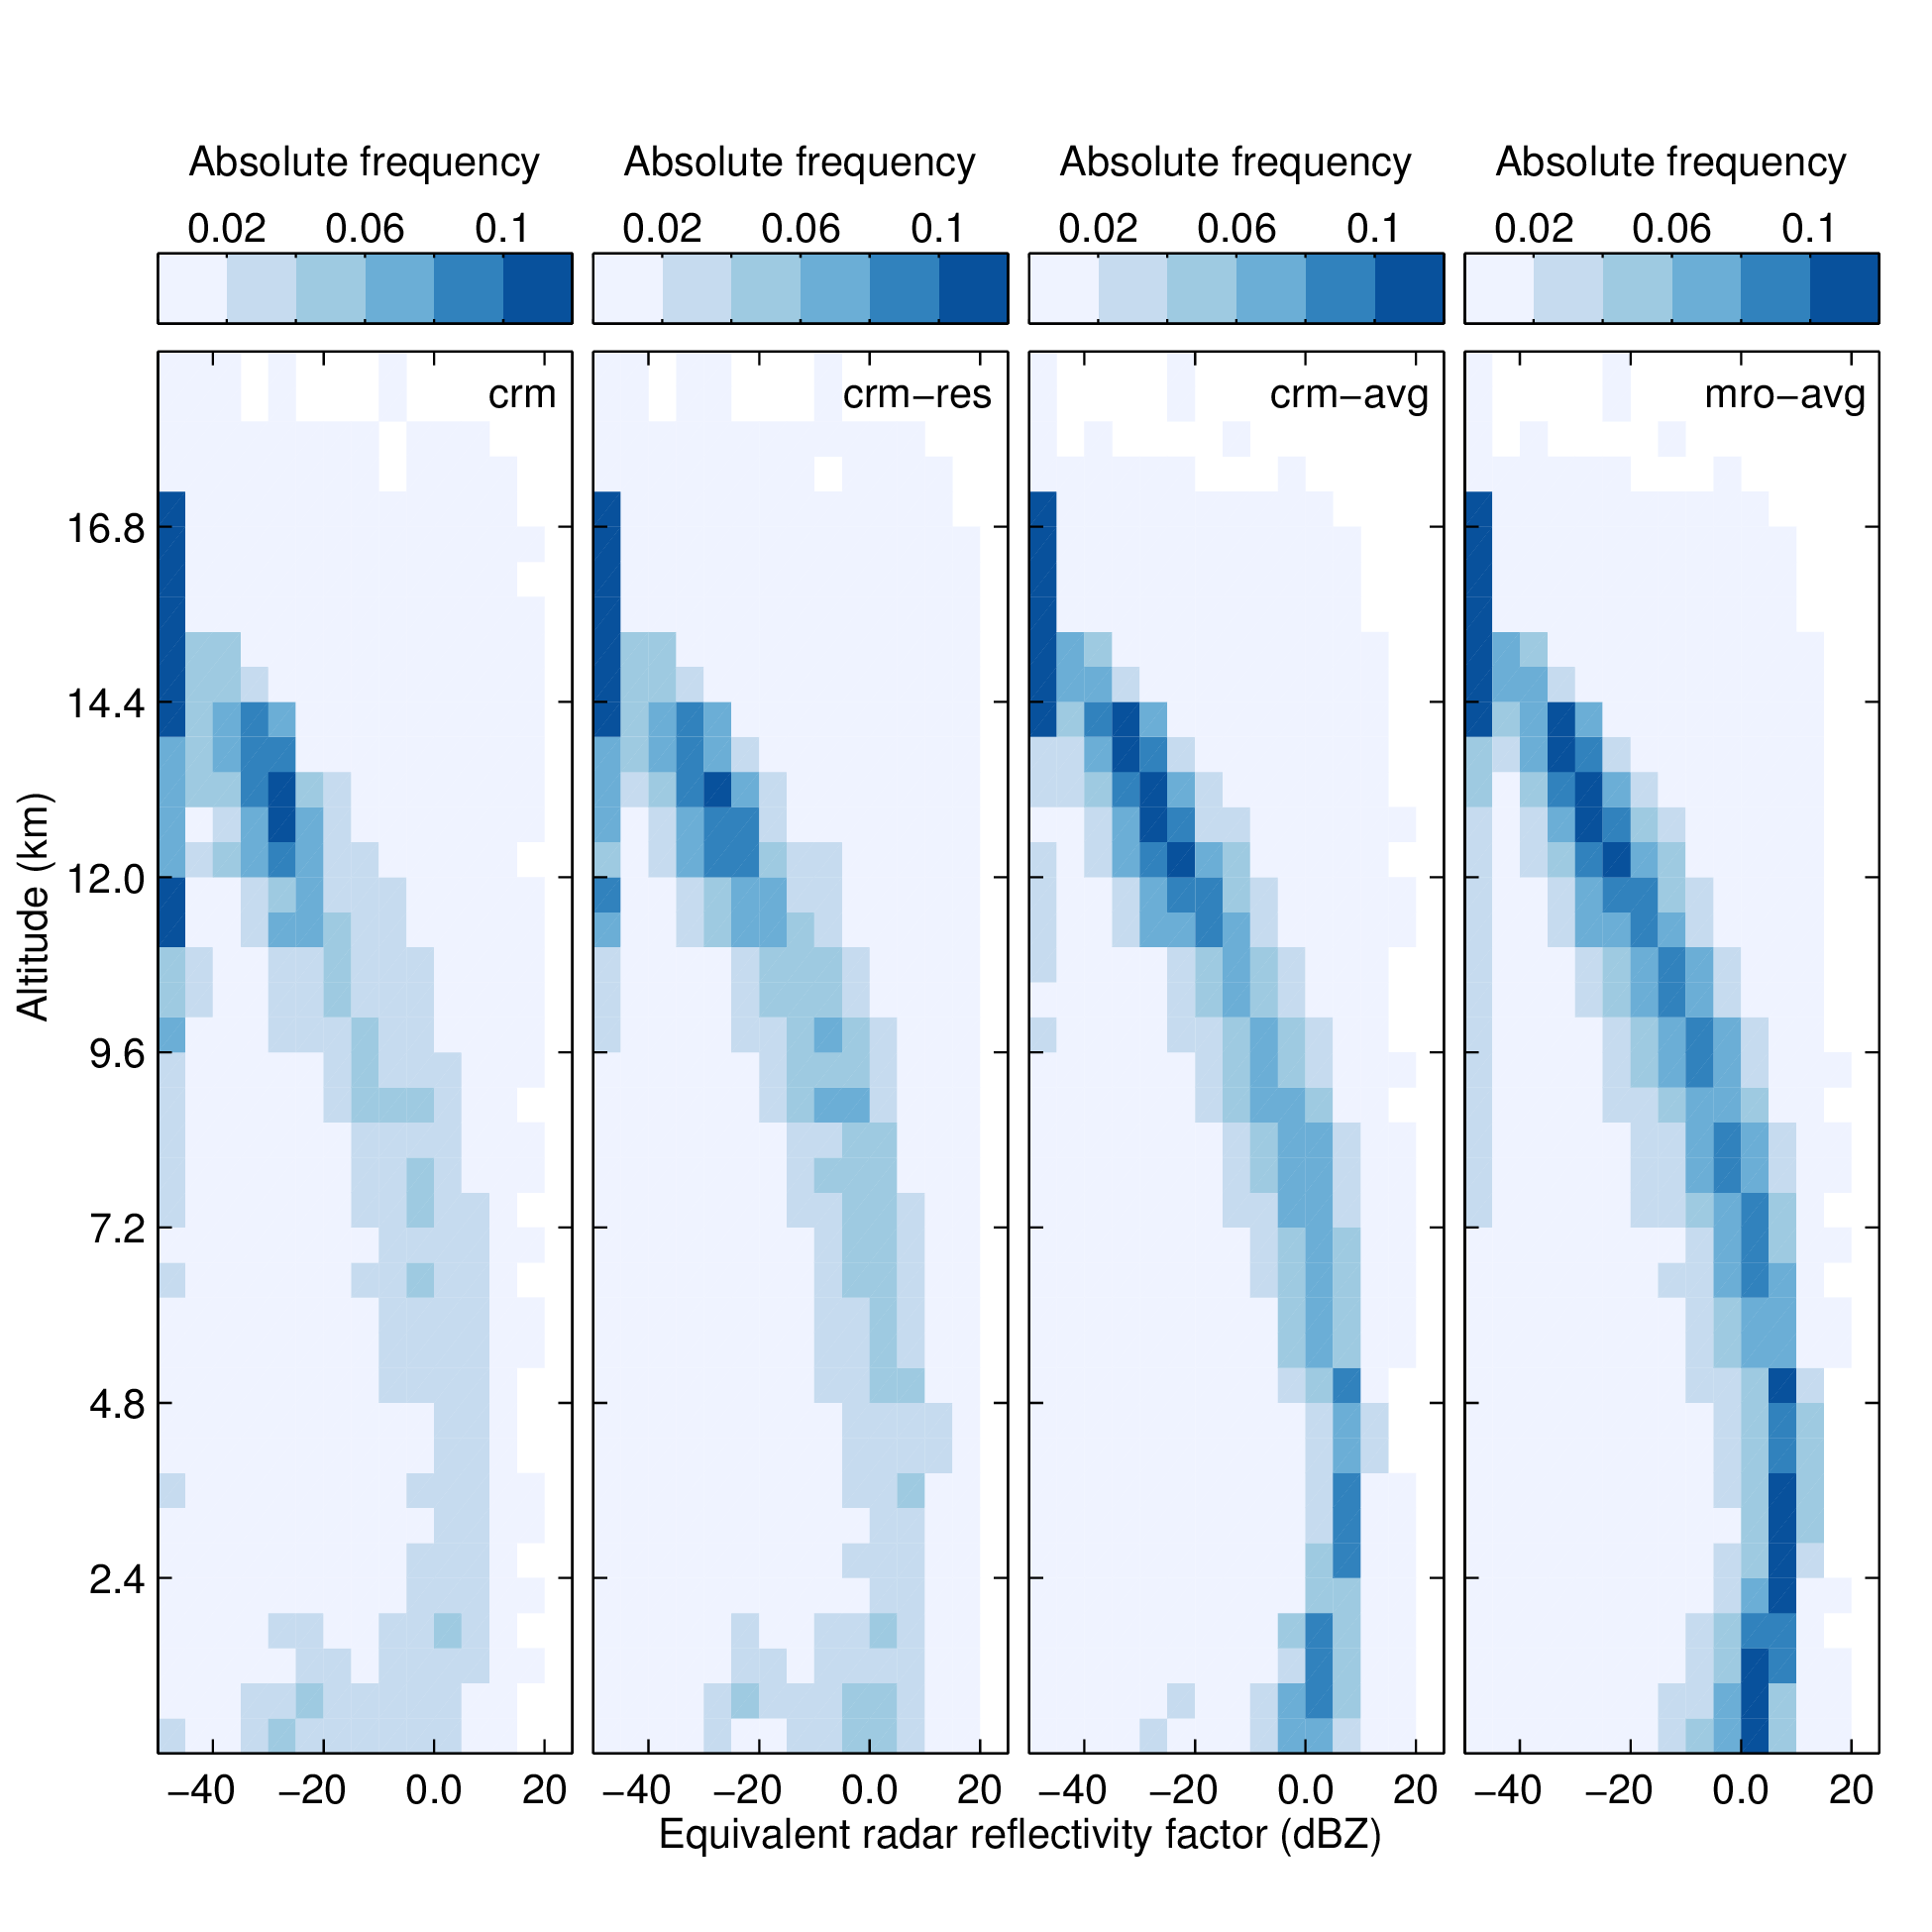 Absolute frequency Absolute frequency Absolute frequency Absolute frequency
0.02 0.06 0.1 0.02 0.06 0.1 0.02 0.06 0.1 0.02 0.06 0.1
crm crm−res crm−avg mro−avg
16.8
14.4
12.0
9.6
7.2
4.8
2.4
Altitude (km)
−40 −20 0.0 20 −40 −20 0.0 20 −40 −20 0.0 20 −40 −20 0.0 20
Equivalent radar reflectivity factor (dBZ)